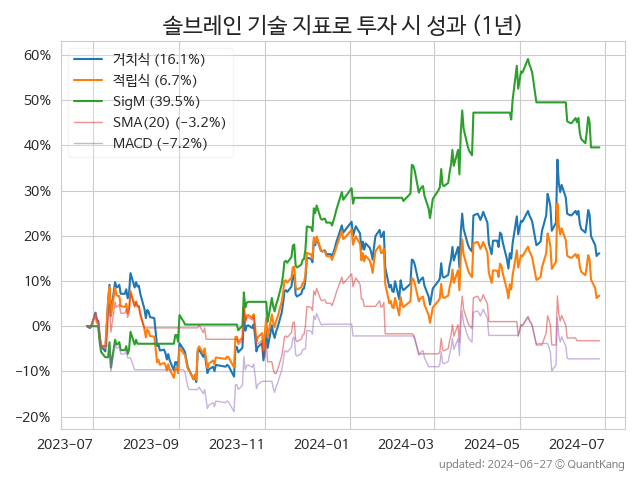 솔브레인 기술 지표로 투자 시 성과 (1년)
60%
50%
40%
30%
20%
10%
0%
−10%
−20%
거치식 (16.1%)
적립식 (6.7%)
SigM (39.5%)
SMA(20) (−3.2%)
MACD (−7.2%)
2023-07 2023-09 2023-11 2024-01 2024-03 2024-05 2024-07
updated: 2024-06-27 © QuantKang